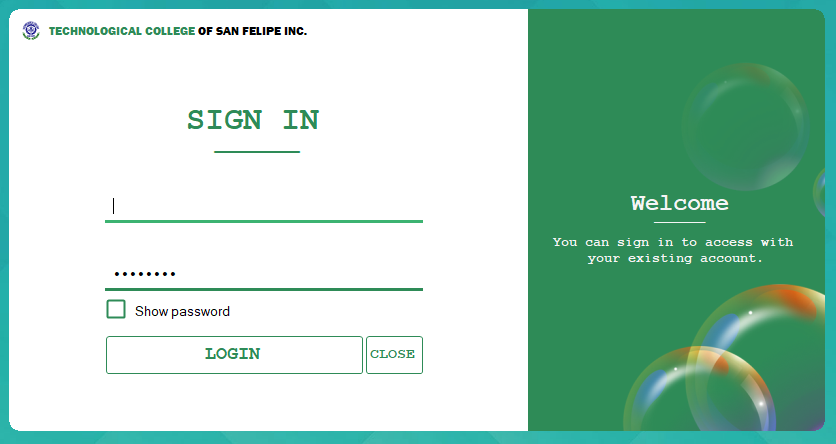 TECHNOLOGICAL COLLEGE OF SAN FELIPE INC.
SIGN IN
••••••••
Show password
LOGIN
CLOSE
Welcome
You can sign in to access with
your existing account.